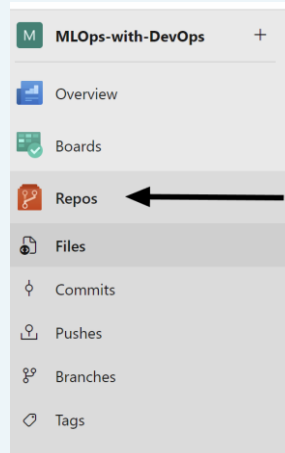 M MLOps-with-DevOps +
Overview
Boards
Repos
Files
Commits
Pushes
Branches
Tags